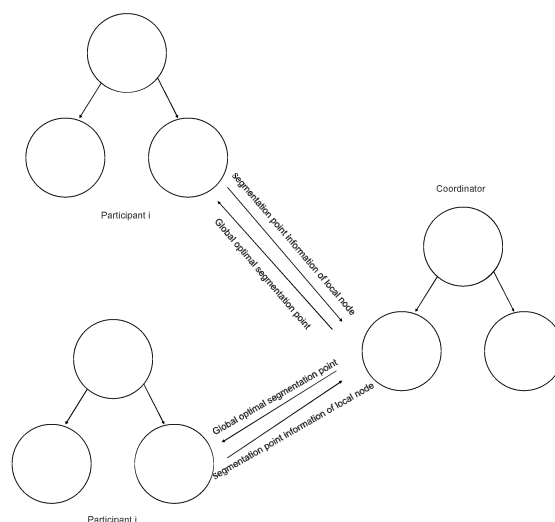 Participant i
Coordinator
segmentation point information of local node
Global optimal segmentation point
Global optimal segmentation point
segmentation point information of local node
Participant j